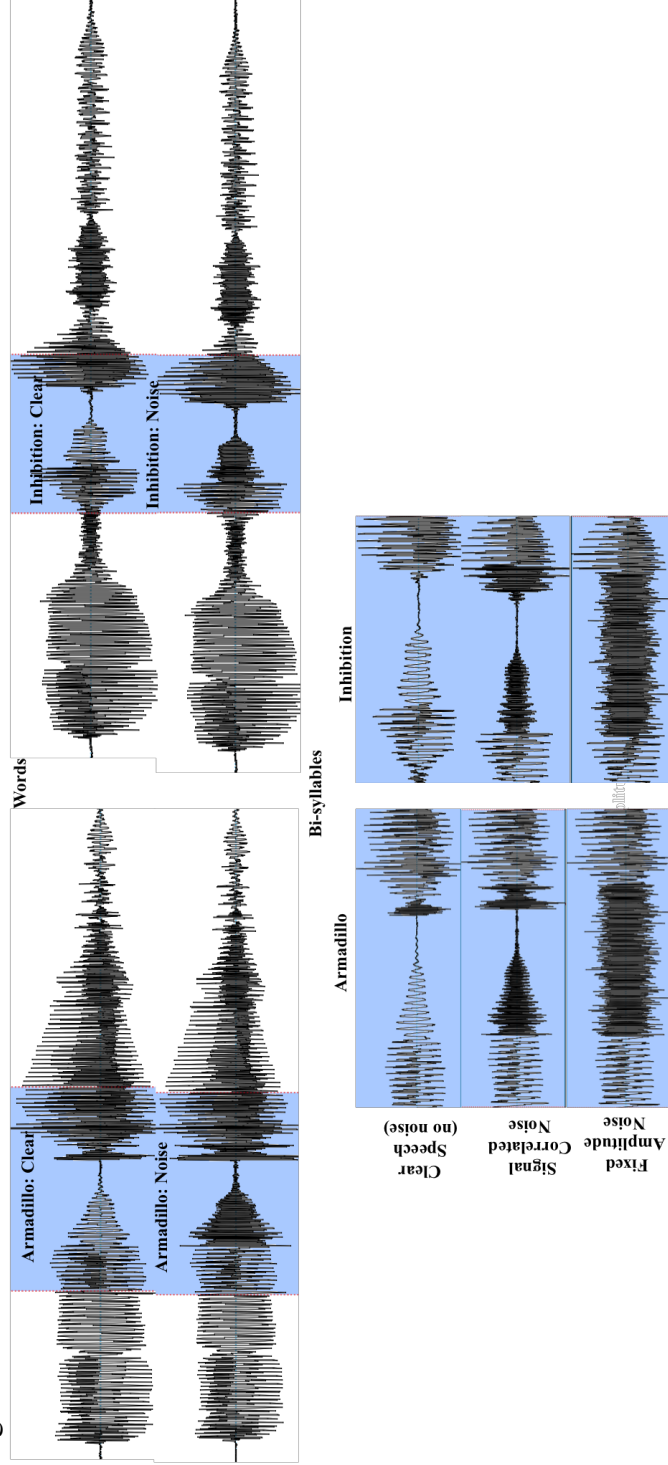 Words
Armadillo: Clear
Inhibition: Clear
Armadillo: Noise
Inhibition: Noise
Bi-syllables
Armadillo
Inhibition
Clear
Speech
(no noise)
Signal
Correlated
Noise
Fixed
Amplitude
Noise